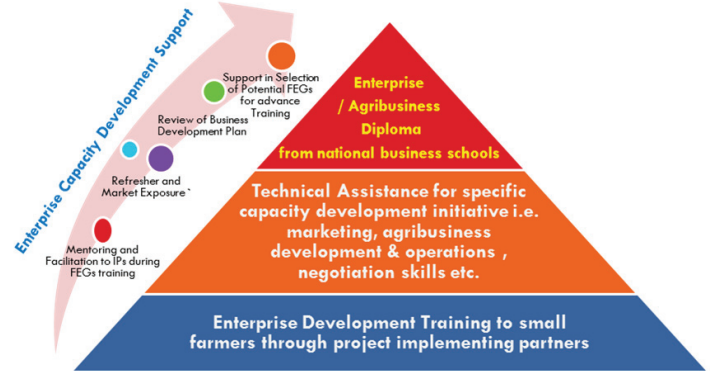 Enterprise Capacity Development Support
Support in Selection
of Potential FEGs
for advance
Training
Review of Business
Development Plan
Refresher and
Market Exposure`
Mentoring and
Facilitation to IPs during
FEGs training
Enterprise
/ Agribusiness
Diploma
from national business schools
Technical Assistance for specific
capacity development initiative i.e.
marketing, agribusiness
development & operations ,
negotiation skills etc.
Enterprise Development Training to small
farmers through project implementing partners